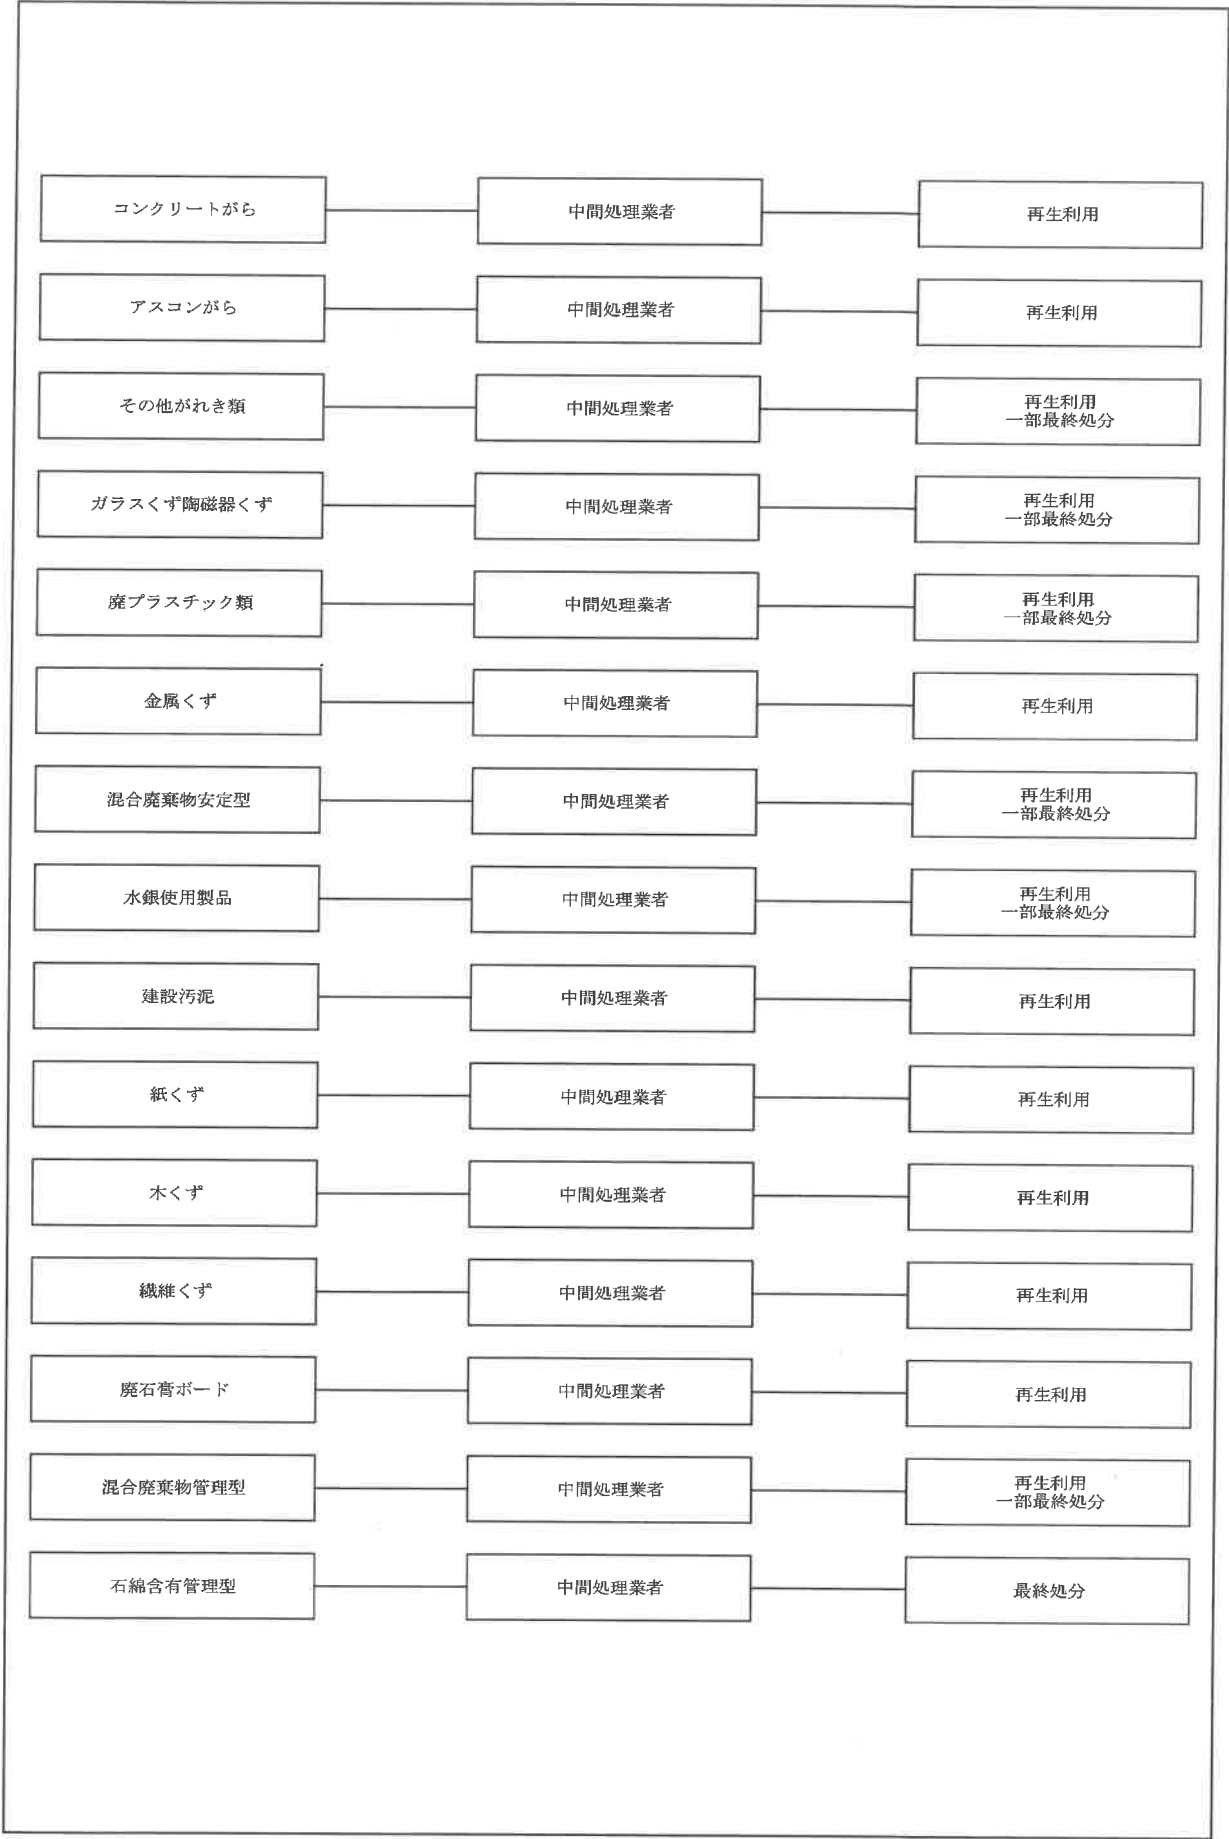 コンクリートがら
中間処理業者
再生利用
アスコンがら
中間処理業者
再生利用
その他がれき類
中間処理業者
再生利用
一部最終処分
ガラスくず陶磁器くず
中間処理業者
再生利用
一部最終処分
廃プラスチック類
中間処理業者
再生利用
一部最終処分
金属くず
中間処理業者
再生利用
混合廃棄物安定型
中間処理業者
再生利用
一部最終処分
水銀使用製品
中間処理業者
再生利用
一部最終処分
建設汚泥
中間処理業者
再生利用
紙くず
中間処理業者
再生利用
木くず
中間処理業者
再生利用
繊維くず
中間処理業者
再生利用
廃石膏ボード
中間処理業者
再生利用
混合廃棄物管理型
中間処理業者
再生利用
一部最終処分
石綿含有管理型
中間処理業者
最終処分